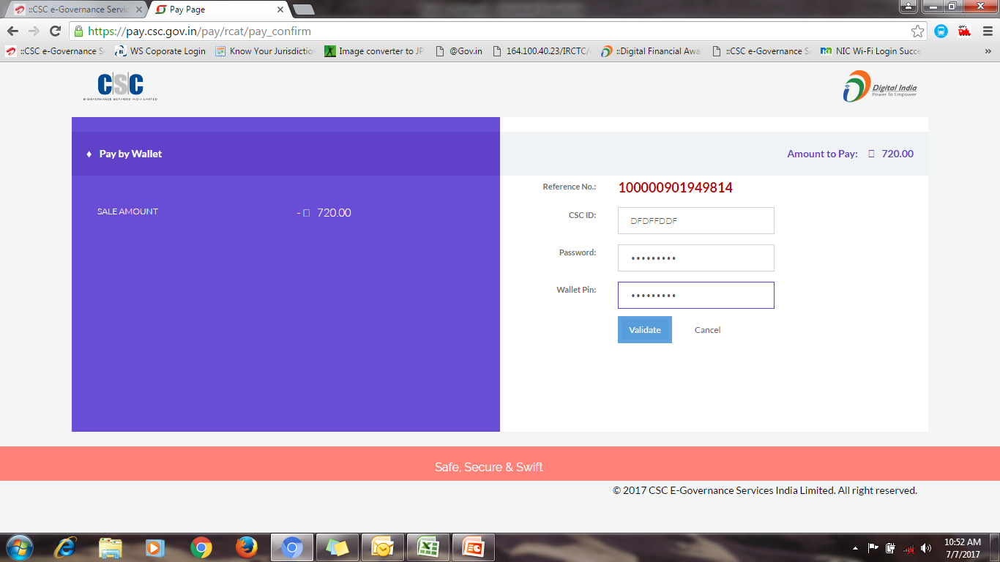 ::CSC e-Governance Servic
Pay Page
https://pay.csc.gov.in/pay/rcat/pay_confirm
::CSC e-Governance Se
WS Coporate Login
Know Your Jurisdictio
Image converter to JP
@Gov.in
164.100.40.23/IRCTC/
::Digital Financial Awa
::CSC e-Governance S
NIC Wi-Fi Login Succe
CSC
E-GOVERNANCE SERVICES INDIA LIMITED
Digital India
Power To Empower
♦ Pay by Wallet
Amount to Pay: 720.00
SALE AMOUNT
- 720.00
Reference No.: 100000901949814
CSC ID: DFDFFDDF
Password: •••••••••
Wallet Pin: •••••••••
Validate
Cancel
Safe, Secure & Swift
© 2017 CSC E-Governance Services India Limited. All right reserved.
10:52 AM
7/7/2017